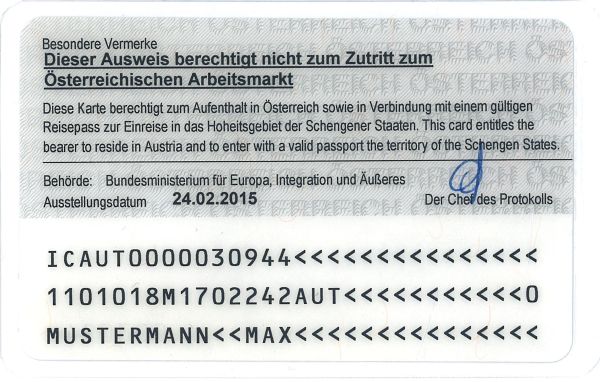 Besondere Vermerke
Dieser Ausweis berechtigt nicht zum Zutritt zum
Österreichischen Arbeitsmarkt
Diese Karte berechtigt zum Aufenthalt in Österreich sowie in Verbindung mit einem gültigen
Reisepass zur Einreise in das Hoheitsgebiet der Schengener Staaten. This card entitles the
bearer to reside in Austria and to enter with a valid passport the territory of the Schengen States.
Behörde: Bundesministerium für Europa, Integration und Äußeres
Ausstellungsdatum 24.02.2015 Der Chef des Protokolls
ICAUT0000030944<<<<<<<<<<<<<<<
1101018M1702242AUT<<<<<<<<<<<0
MUSTERMANN<<MAX<<<<<<<<<<<<<<<